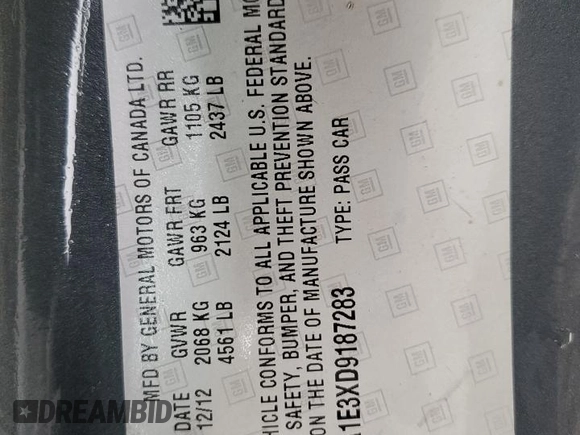 MFD BY GENERAL MOTORS OF CANADA LTD.
DATE GVWR GAWR FRT GAWR RR
12/12 2068 KG 963 KG 1105 KG
4561 LB 2124 LB 2437 LB
CONFORMS TO ALL APPLICABLE U.S. FEDERAL
SAFETY, BUMPER, AND THEFT PREVENTION STANDARD
ON THE DATE OF MANUFACTURE SHOWN ABOVE.
1E3XD9187283 TYPE: PASS CAR
GM
DREAMBID